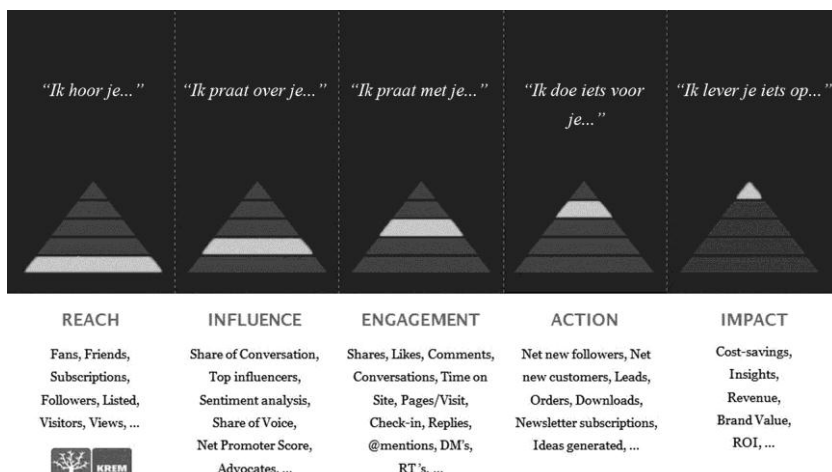 “Ik hoor je...”
“Ik praat over je...”
“Ik praat met je...”
“Ik doe iets voor
je...”
“Ik lever je iets op...”
REACH
Fans, Friends,
Subscriptions,
Followers, Listed,
Visitors, Views, ...
KREM
INFLUENCE
Share of Conversation,
Top influencers,
Sentiment analysis,
Share of Voice,
Net Promoter Score,
Advocates, ...
ENGAGEMENT
Shares, Likes, Comments,
Conversations, Time on
Site, Pages/Visit,
Check-in, Replies,
@mentions, DM's,
RT's, ...
ACTION
Net new followers, Net
new customers, Leads,
Orders, Downloads,
Newsletter subscriptions,
Ideas generated, ...
IMPACT
Cost-savings,
Insights,
Revenue,
Brand Value,
ROI, ...